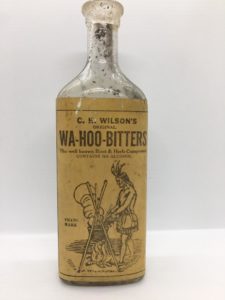 C. K. WILSON'S
ORIGINAL
WA-HOO-BITTERS
The well known Root & Herb Compound
CONTAINS NO ALCOHOL
TRADE
MARK